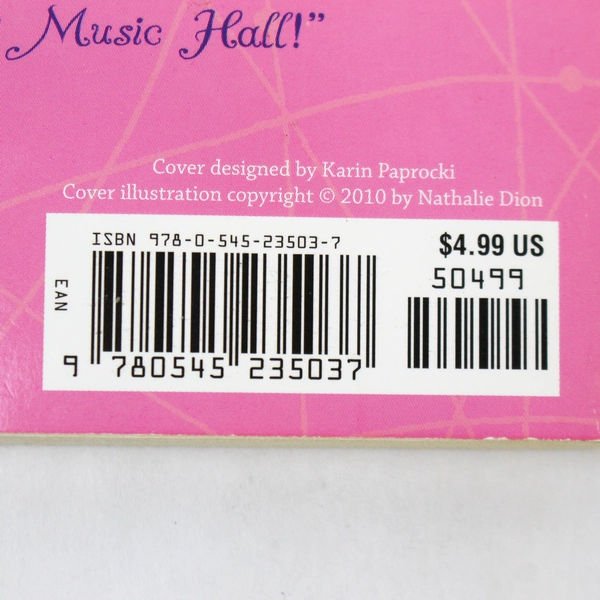 Music Hall!”
Cover designed by Karin Paprocki
Cover illustration copyright © 2010 by Nathalie Dion
ISBN 978-0-545-23503-7
$4.99 US
50499
EAN
9 780545 235037